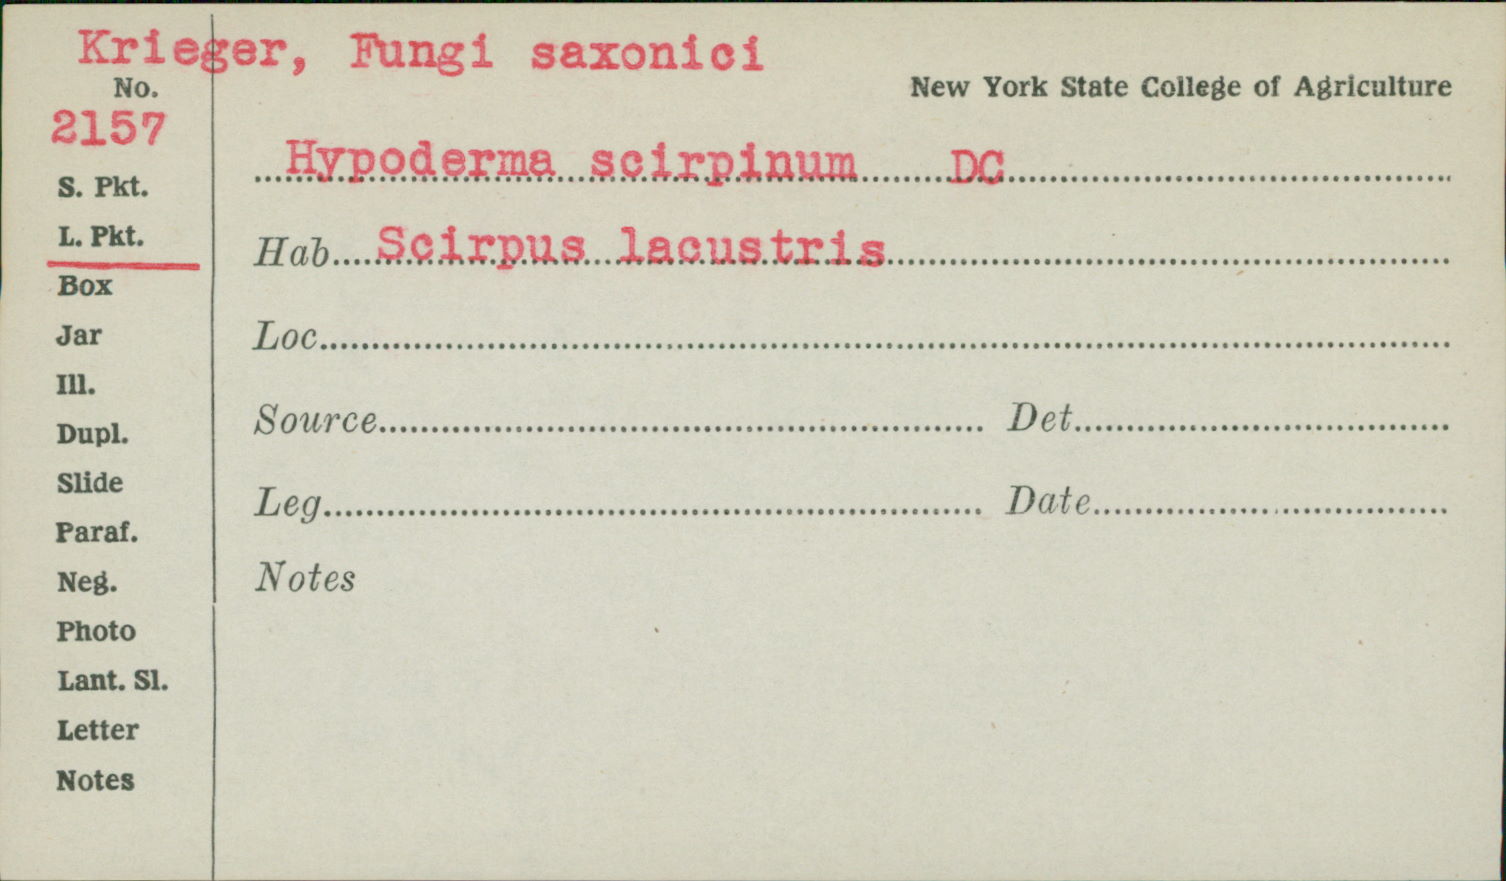 Krieger, Fungi saxonici
No.
2157
New York State College of Agriculture
Hypoderma scirpinum DC
S. Pkt.
L. Pkt.
Hab. Scirpus lacustris
Box
Jar
Loc.
Ill.
Dupl.
Source
Det.
Slide
Leg.
Date
Paraf.
Neg.
Notes
Photo
Lant. Sl.
Letter
Notes